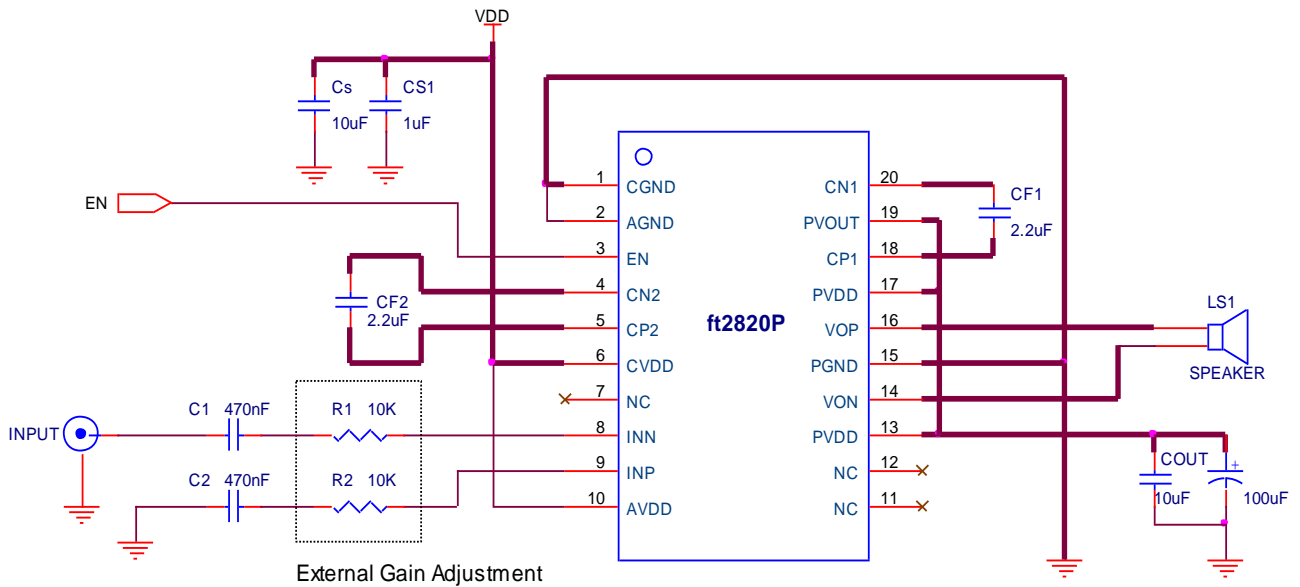 VDD
Cs
10uF
CS1
1uF
EN
CF2
2.2uF
INPUT
C1 470nF
R1 10K
C2 470nF
R2 10K
External Gain Adjustment
ft2820P
1 CGND
2 AGND
3 EN
4 CN2
5 CP2
6 CVDD
7 NC
8 INN
9 INP
10 AVDD
CN1 20
PVOUT 19
CP1 18
PVDD 17
VOP 16
PGND 15
VON 14
PVDD 13
NC 12
NC 11
CF1
2.2uF
LS1
SPEAKER
COUT
10uF
+
100uF